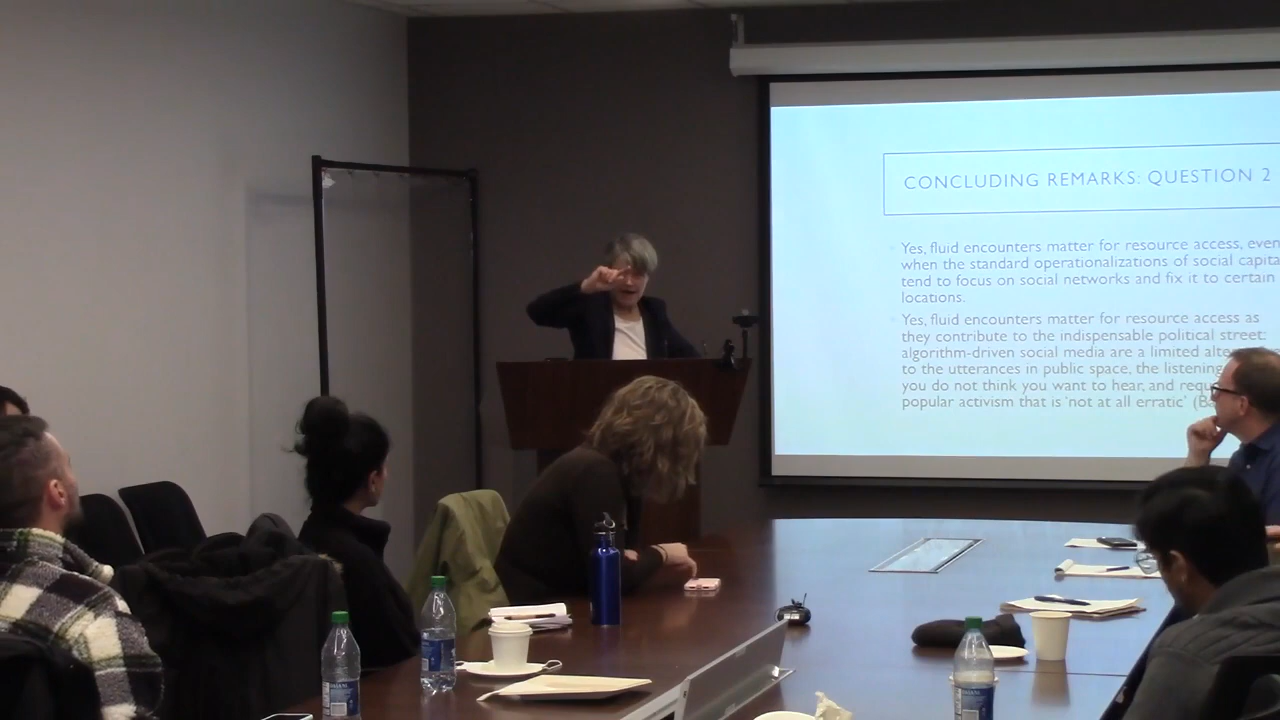 CONCLUDING REMARKS: QUESTION 2
Yes, fluid encounters matter for resource access, even
when the standard operationalizations of social capita
tend to focus on social networks and fix it to certain
locations.
Yes, fluid encounters matter for resource access as
they contribute to the indispensable political street:
algorithm-driven social media are a limited alte
to the utterances in public space, the listening
you do not think you want to hear, and requ
popular activism that is 'not at all erratic' (Ba